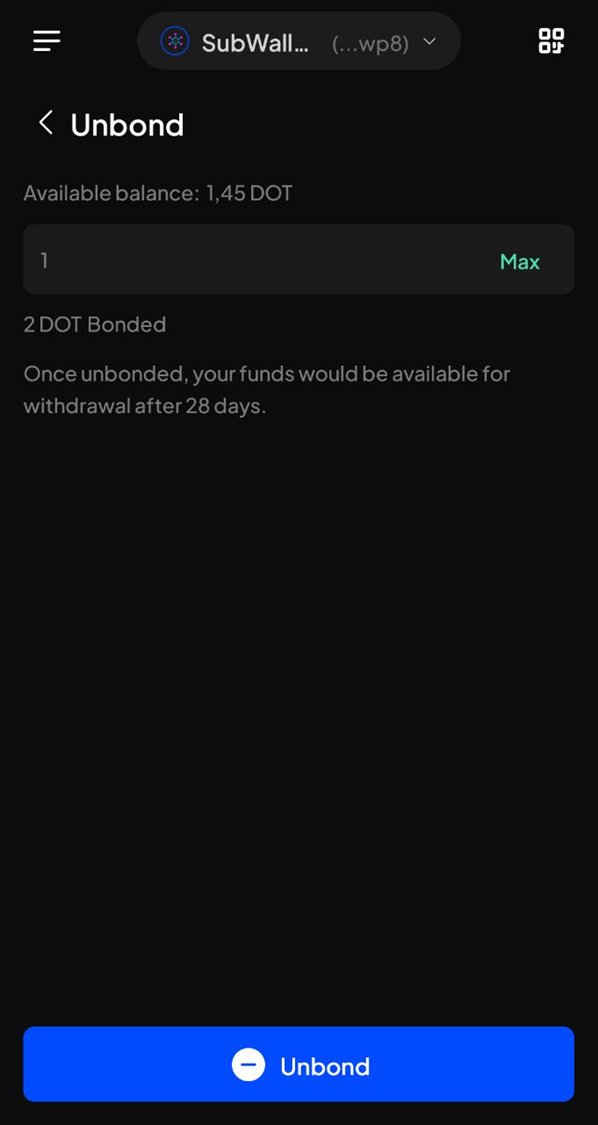 SubWall... (...wp8)
Unbond
Available balance: 1,45 DOT
1 Max
2 DOT Bonded
Once unbonded, your funds would be available for
withdrawal after 28 days.
Unbond